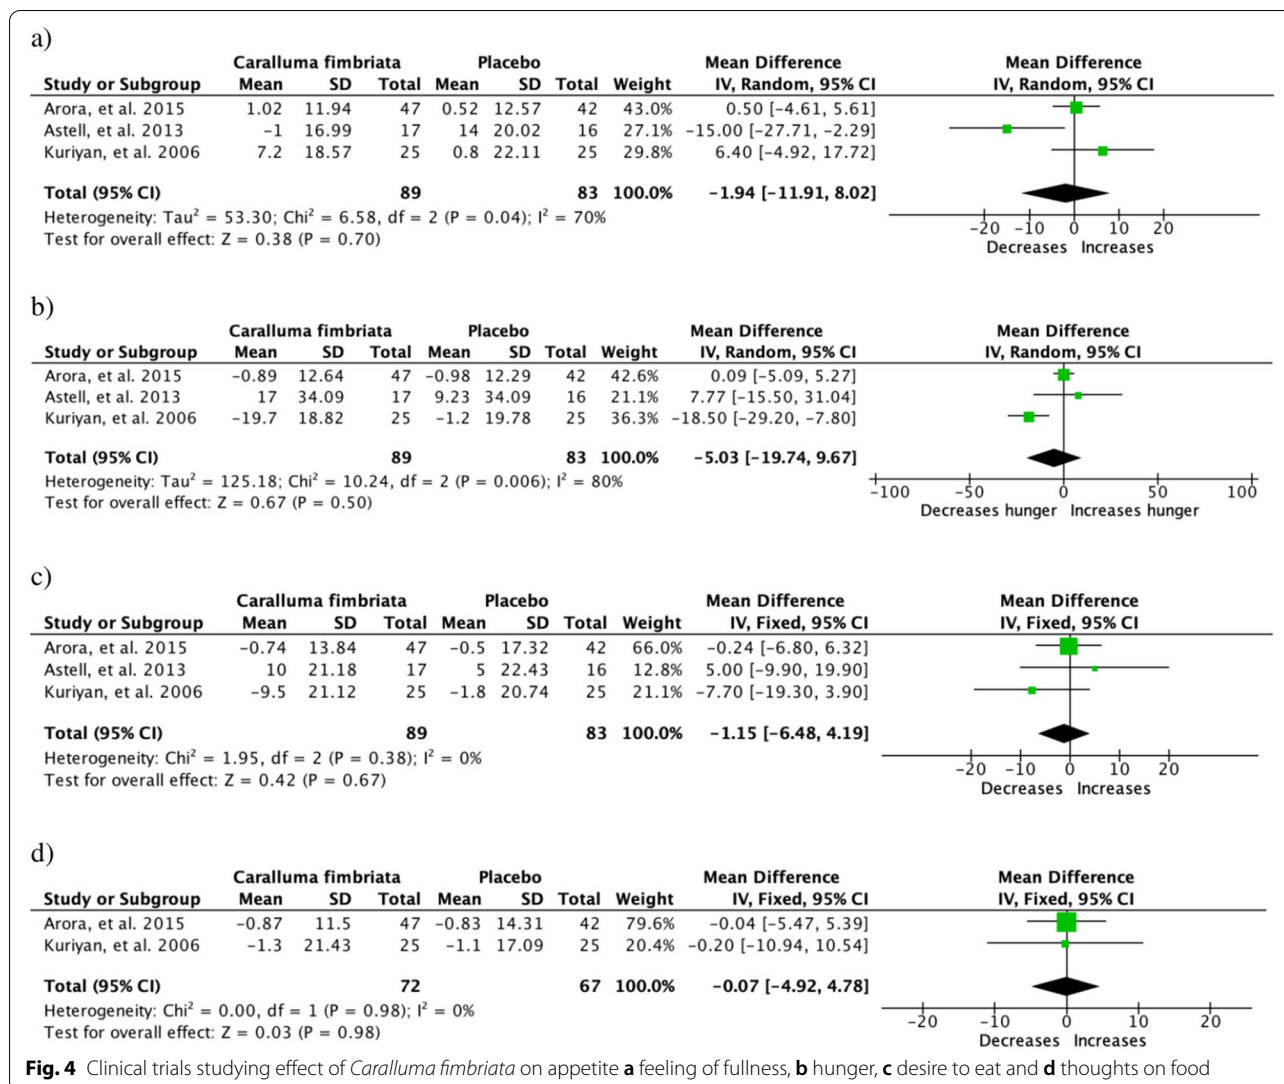 a)
Caralluma fimbriata Placebo Mean Difference Mean Difference
Study or Subgroup Mean SD Total Mean SD Total Weight IV, Random, 95% CI IV, Random, 95% CI
Arora, et al. 2015 1.02 11.94 47 0.52 12.57 42 43.0% 0.50 [−4.61, 5.61]
Astell, et al. 2013 −1 16.99 17 14 20.02 16 27.1% −15.00 [−27.71, −2.29]
Kuriyan, et al. 2006 7.2 18.57 25 0.8 22.11 25 29.8% 6.40 [−4.92, 17.72]
Total (95% CI) 89 83 100.0% −1.94 [−11.91, 8.02]
Heterogeneity: Tau² = 53.30; Chi² = 6.58, df = 2 (P = 0.04); I² = 70%
Test for overall effect: Z = 0.38 (P = 0.70)
−20 −10 0 10 20
Decreases Increases
b)
Caralluma fimbriata Placebo Mean Difference Mean Difference
Study or Subgroup Mean SD Total Mean SD Total Weight IV, Random, 95% CI IV, Random, 95% CI
Arora, et al. 2015 −0.89 12.64 47 −0.98 12.29 42 42.6% 0.09 [−5.09, 5.27]
Astell, et al. 2013 17 34.09 17 9.23 34.09 16 21.1% 7.77 [−15.50, 31.04]
Kuriyan, et al. 2006 −19.7 18.82 25 −1.2 19.78 25 36.3% −18.50 [−29.20, −7.80]
Total (95% CI) 89 83 100.0% −5.03 [−19.74, 9.67]
Heterogeneity: Tau² = 125.18; Chi² = 10.24, df = 2 (P = 0.006); I² = 80%
Test for overall effect: Z = 0.67 (P = 0.50)
−100 −50 0 50 100
Decreases hunger Increases hunger
c)
Caralluma fimbriata Placebo Mean Difference Mean Difference
Study or Subgroup Mean SD Total Mean SD Total Weight IV, Fixed, 95% CI IV, Fixed, 95% CI
Arora, et al. 2015 −0.74 13.84 47 −0.5 17.32 42 66.0% −0.24 [−6.80, 6.32]
Astell, et al. 2013 10 21.18 17 5 22.43 16 12.8% 5.00 [−9.90, 19.90]
Kuriyan, et al. 2006 −9.5 21.12 25 −1.8 20.74 25 21.1% −7.70 [−19.30, 3.90]
Total (95% CI) 89 83 100.0% −1.15 [−6.48, 4.19]
Heterogeneity: Chi² = 1.95, df = 2 (P = 0.38); I² = 0%
Test for overall effect: Z = 0.42 (P = 0.67)
−20 −10 0 10 20
Decreases Increases
d)
Caralluma fimbriata Placebo Mean Difference Mean Difference
Study or Subgroup Mean SD Total Mean SD Total Weight IV, Fixed, 95% CI IV, Fixed, 95% CI
Arora, et al. 2015 −0.87 11.5 47 −0.83 14.31 42 79.6% −0.04 [−5.47, 5.39]
Kuriyan, et al. 2006 −1.3 21.43 25 −1.1 17.09 25 20.4% −0.20 [−10.94, 10.54]
Total (95% CI) 72 67 100.0% −0.07 [−4.92, 4.78]
Heterogeneity: Chi² = 0.00, df = 1 (P = 0.98); I² = 0%
Test for overall effect: Z = 0.03 (P = 0.98)
−20 −10 0 10 20
Decreases Increases
Fig. 4 Clinical trials studying effect of Caralluma fimbriata on appetite a feeling of fullness, b hunger, c desire to eat and d thoughts on food